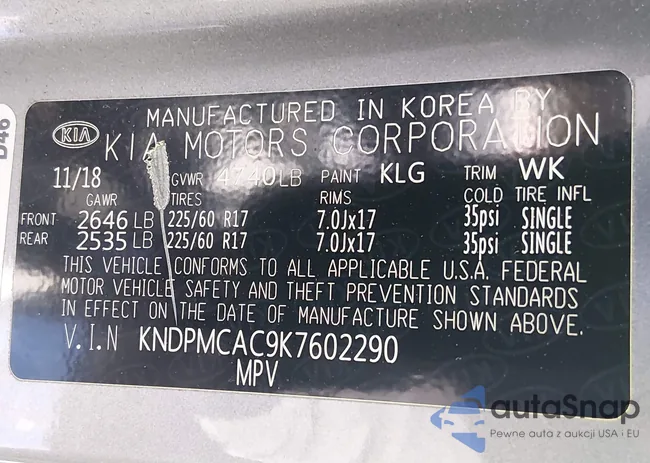 D46
MANUFACTURED IN KOREA BY
KIA KIA MOTORS CORPORATION
11/18 GVWR 4740LB PAINT KLG TRIM WK
GAWR TIRES RIMS COLD TIRE INFL
FRONT 2646 LB 225/60 R17 7.0Jx17 35psi SINGLE
REAR 2535 LB 225/60 R17 7.0Jx17 35psi SINGLE
THIS VEHICLE CONFORMS TO ALL APPLICABLE U.S.A. FEDERAL
MOTOR VEHICLE SAFETY AND THEFT PREVENTION STANDARDS
IN EFFECT ON THE DATE OF MANUFACTURE SHOWN ABOVE.
V.I.N KNDPMCAC9K7602290
MPV
autaSnap
Pewne auta z aukcji USA i EU